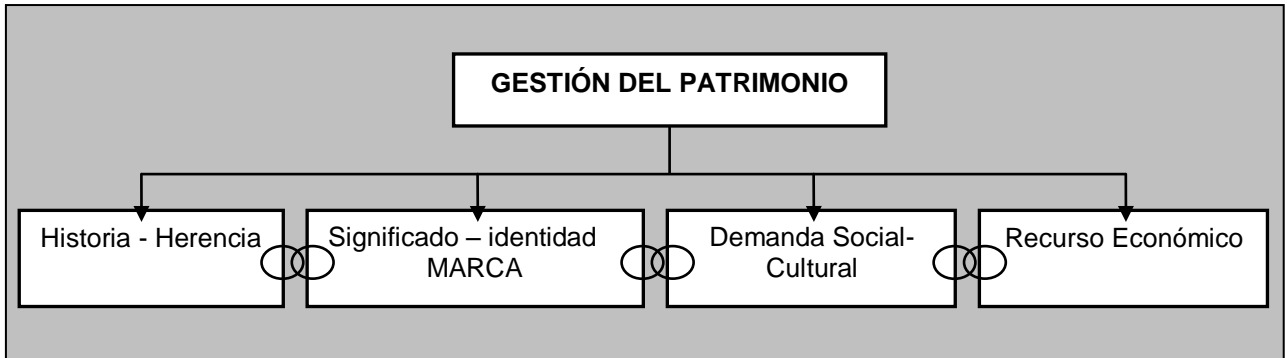 GESTIÓN DEL PATRIMONIO
Historia - Herencia
Significado – identidad
MARCA
Demanda Social-
Cultural
Recurso Económico